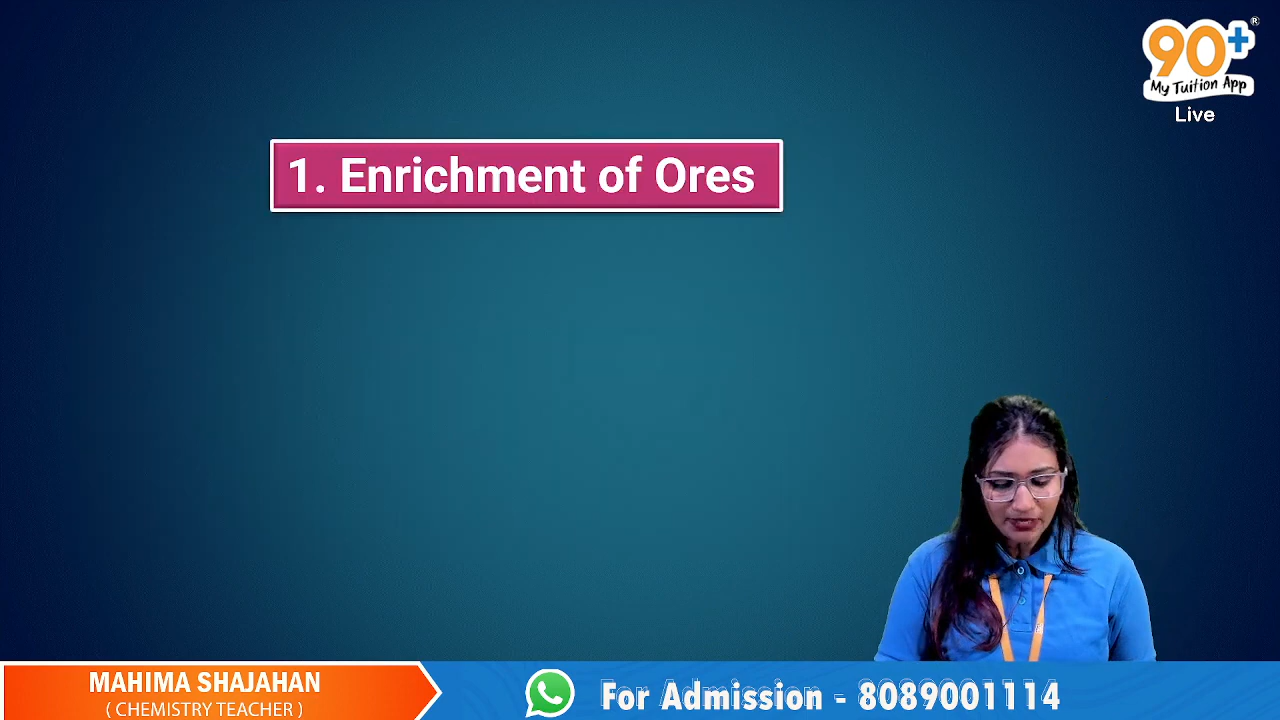 90+
®
My Tuition App
Live
1. Enrichment of Ores
MAHIMA SHAJAHAN
( CHEMISTRY TEACHER )
For Admission - 8089001114